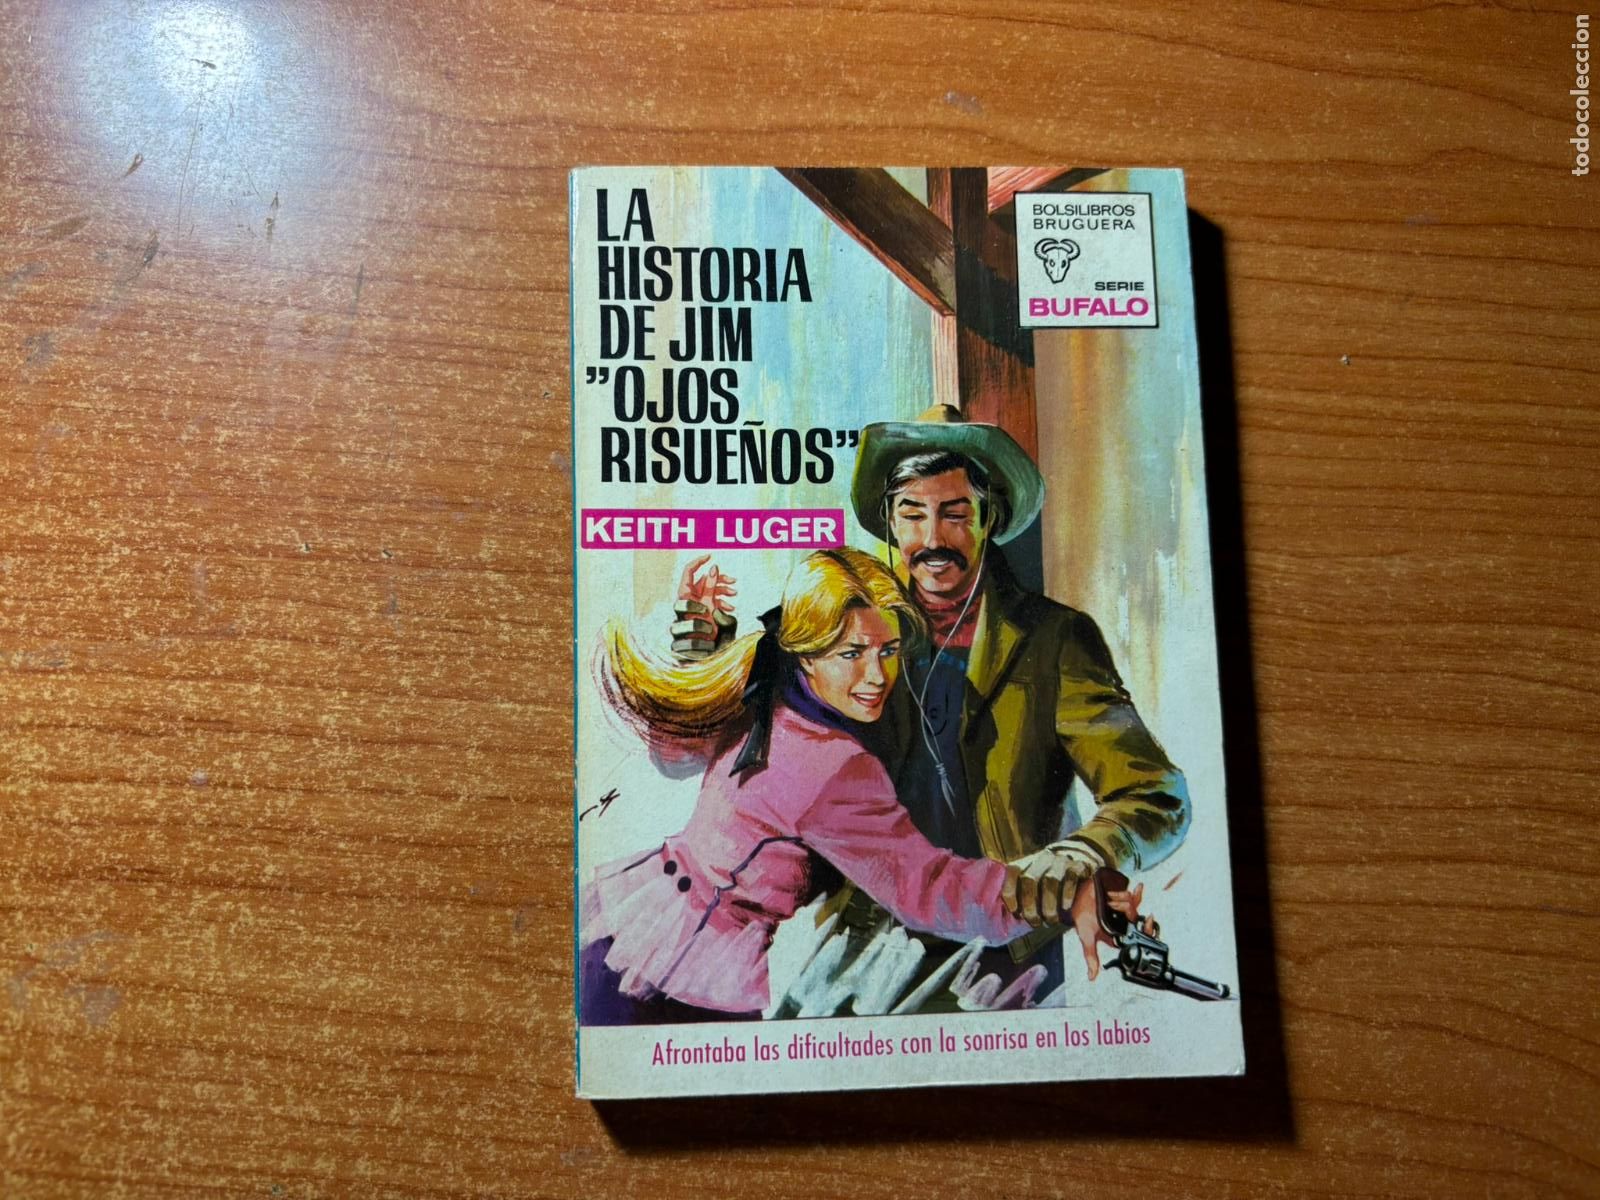 LA
HISTORIA
DE JIM
”OJOS
RISUEÑOS”
KEITH LUGER
BOLSILIBROS
BRUGUERA
SERIE
BUFALO
Afrontaba las dificultades con la sonrisa en los labios
todocoleccion